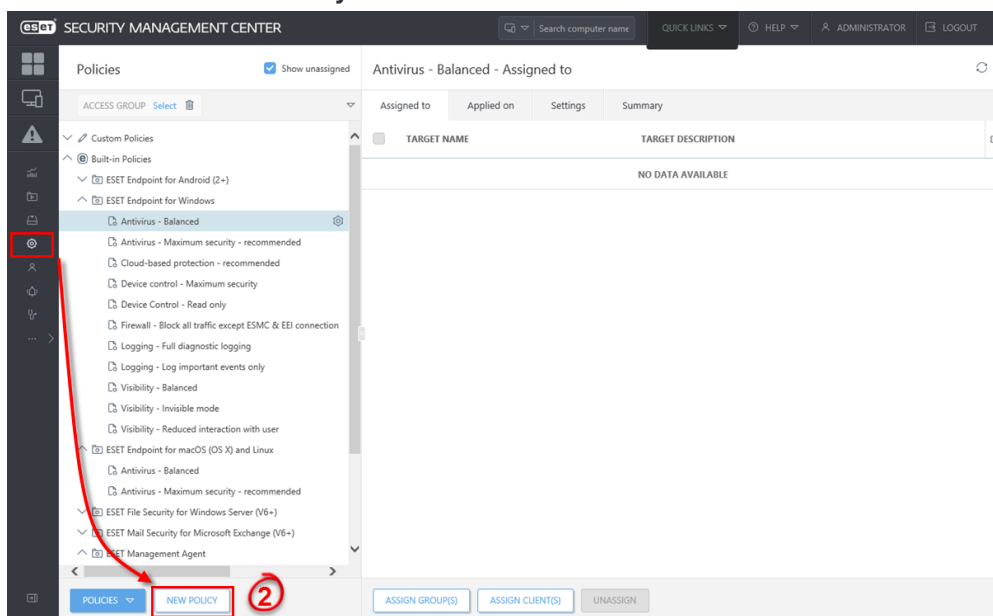 eset SECURITY MANAGEMENT CENTER
Search computer name
QUICK LINKS
HELP
ADMINISTRATOR
LOGOUT
Policies
Show unassigned
ACCESS GROUP Select
Custom Policies
Built-in Policies
ESET Endpoint for Android (2+)
ESET Endpoint for Windows
Antivirus - Balanced
Antivirus - Maximum security - recommended
Cloud-based protection - recommended
Device control - Maximum security
Device Control - Read only
Firewall - Block all traffic except ESMC & EEI connection
Logging - Full diagnostic logging
Logging - Log important events only
Visibility - Balanced
Visibility - Invisible mode
Visibility - Reduced interaction with user
ESET Endpoint for macOS (OS X) and Linux
Antivirus - Balanced
Antivirus - Maximum security - recommended
ESET File Security for Windows Server (V6+)
ESET Mail Security for Microsoft Exchange (V6+)
ESET Management Agent
POLICIES
NEW POLICY
2
Antivirus - Balanced - Assigned to
Assigned to
Applied on
Settings
Summary
TARGET NAME
TARGET DESCRIPTION
NO DATA AVAILABLE
ASSIGN GROUP(S)
ASSIGN CLIENT(S)
UNASSIGN